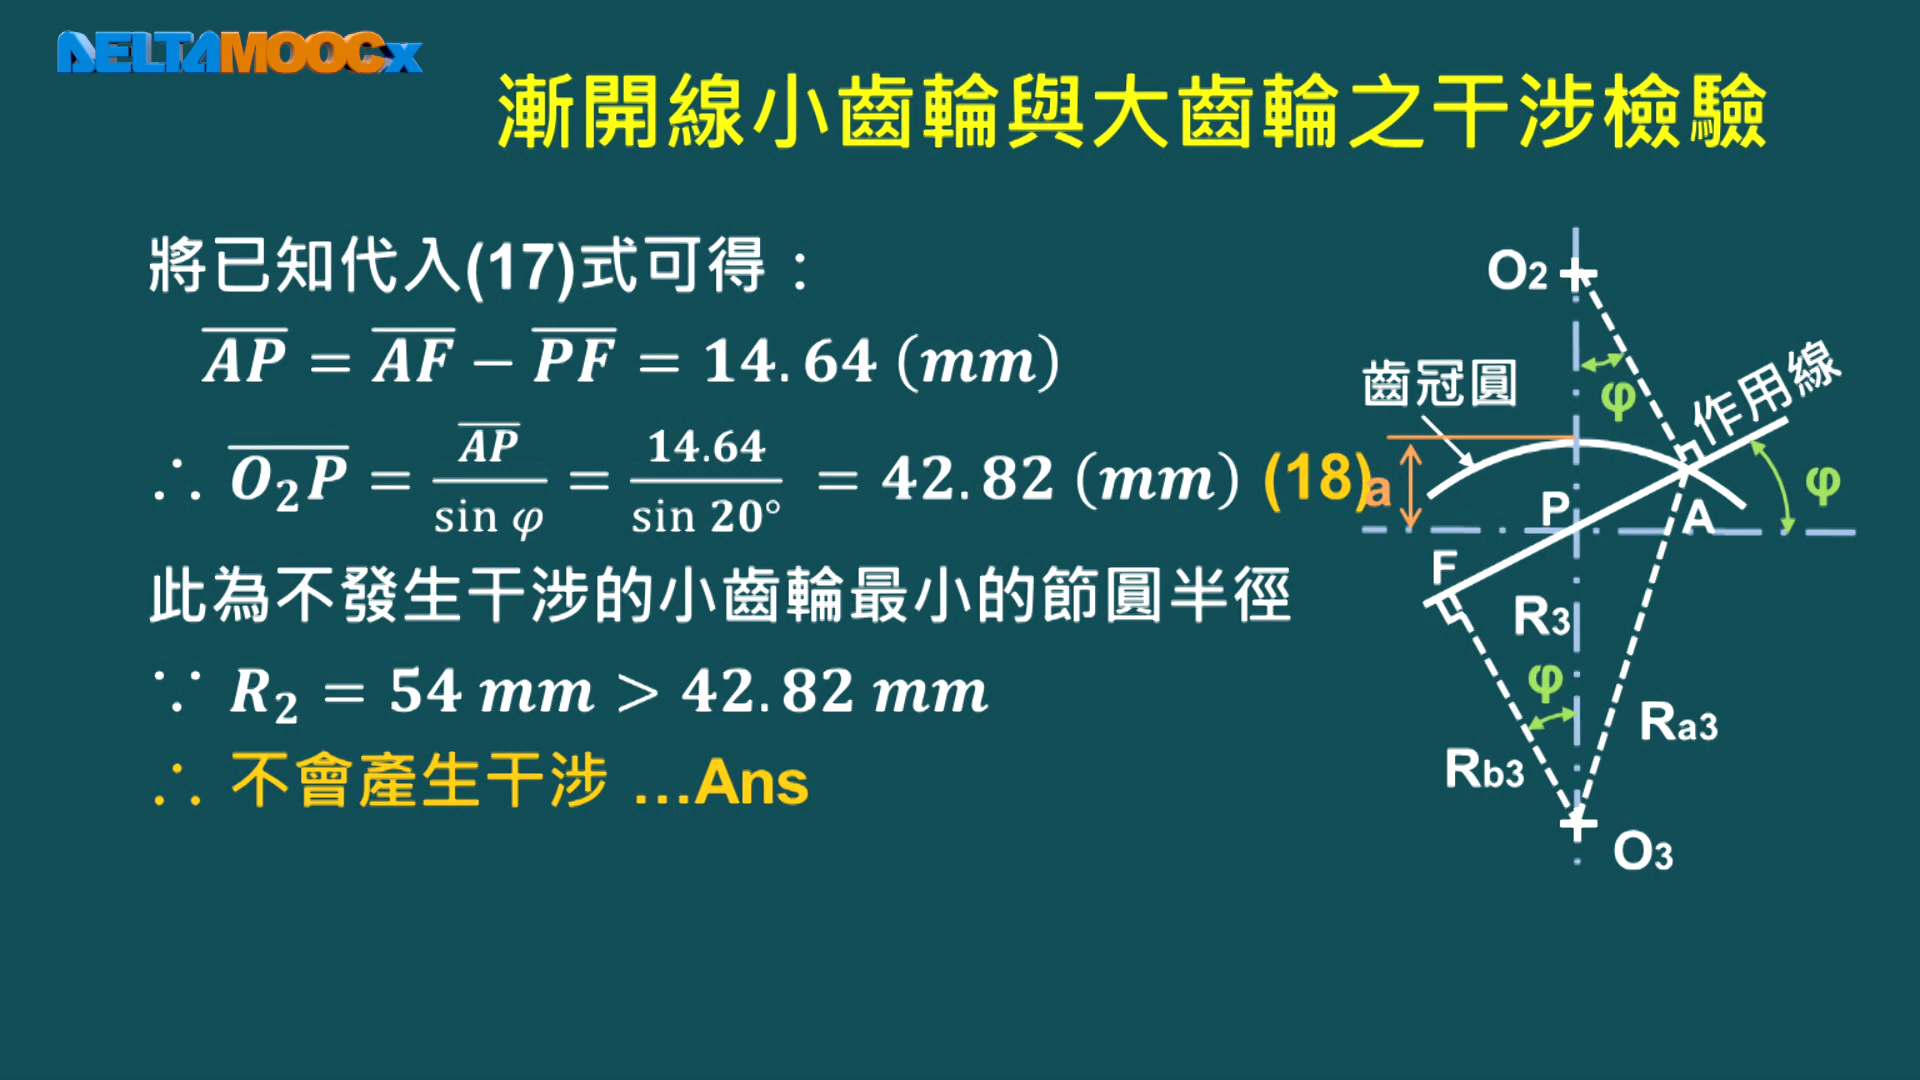 DELTAMOOCx
漸開線小齒輪與大齒輪之干涉檢驗
將已知代入(17)式可得：
AP = AF − PF = 14.64 (mm)
∴ O₂P = AP / sin φ = 14.64 / sin 20° = 42.82 (mm) (18)
此為不發生干涉的小齒輪最小的節圓半徑
∵ R₂ = 54 mm > 42.82 mm
∴ 不會產生干涉 …Ans
O2
φ
齒冠圓
作用線
a
P
A
φ
F
R3
φ
Ra3
Rb3
O3